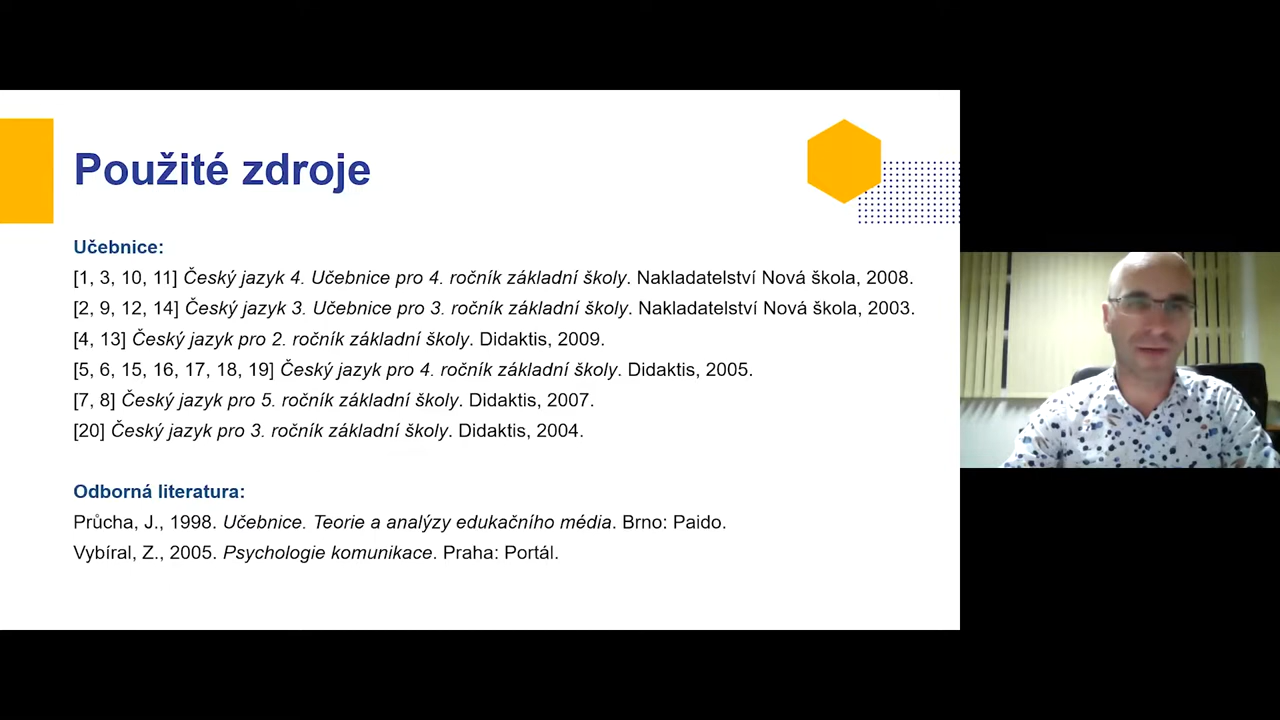 Použité zdroje
Učebnice:
[1, 3, 10, 11] Český jazyk 4. Učebnice pro 4. ročník základní školy. Nakladatelství Nová škola, 2008.
[2, 9, 12, 14] Český jazyk 3. Učebnice pro 3. ročník základní školy. Nakladatelství Nová škola, 2003.
[4, 13] Český jazyk pro 2. ročník základní školy. Didaktis, 2009.
[5, 6, 15, 16, 17, 18, 19] Český jazyk pro 4. ročník základní školy. Didaktis, 2005.
[7, 8] Český jazyk pro 5. ročník základní školy. Didaktis, 2007.
[20] Český jazyk pro 3. ročník základní školy. Didaktis, 2004.
Odborná literatura:
Průcha, J., 1998. Učebnice. Teorie a analýzy edukačního média. Brno: Paido.
Vybíral, Z., 2005. Psychologie komunikace. Praha: Portál.